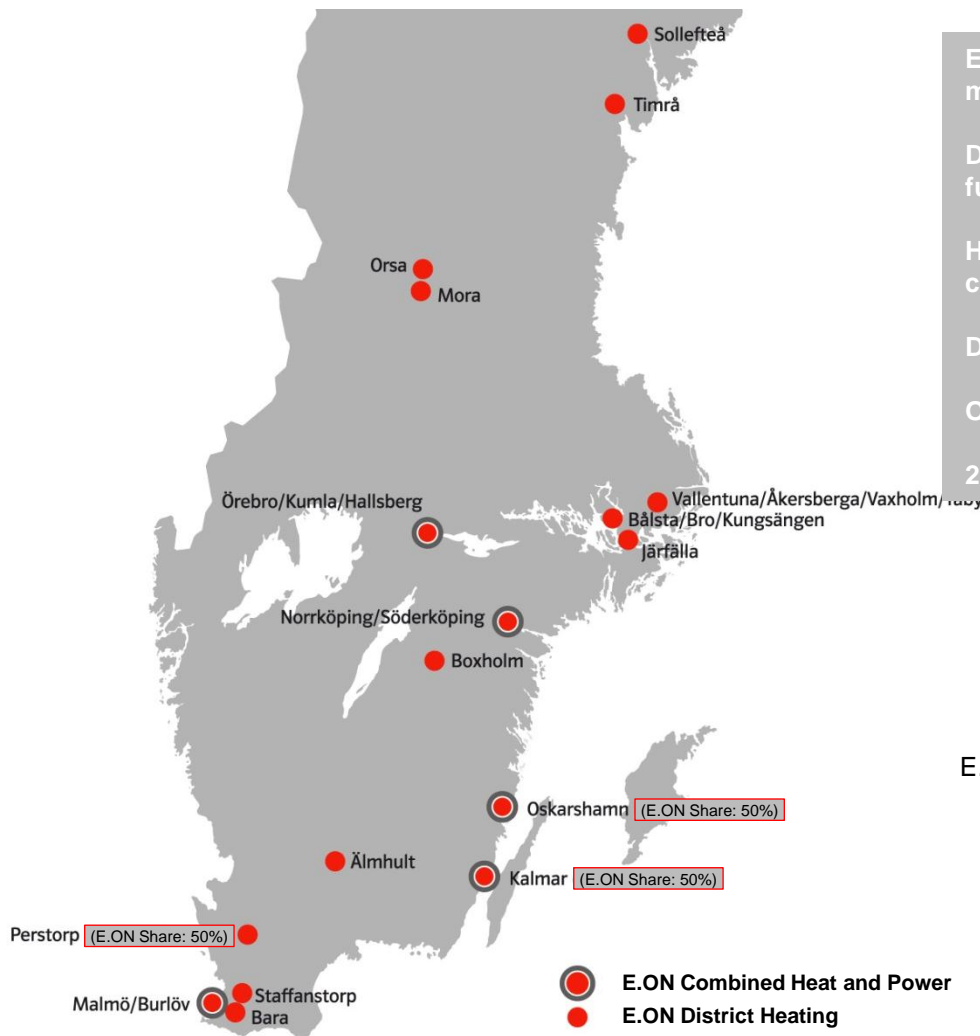 Sollefteå
Timrå
Orsa
Mora
Örebro/Kumla/Hallsberg
Vallentuna/Åkersberga/Vaxholm/Täby
Bålsta/Bro/Kungsängen
Järfälla
Norrköping/Söderköping
Boxholm
E.
Oskarshamn (E.ON Share: 50%)
Älmhult
Kalmar (E.ON Share: 50%)
Perstorp (E.ON Share: 50%)
Malmö/Burlöv
Staffanstorp
Bara
E.ON Combined Heat and Power
E.ON District Heating